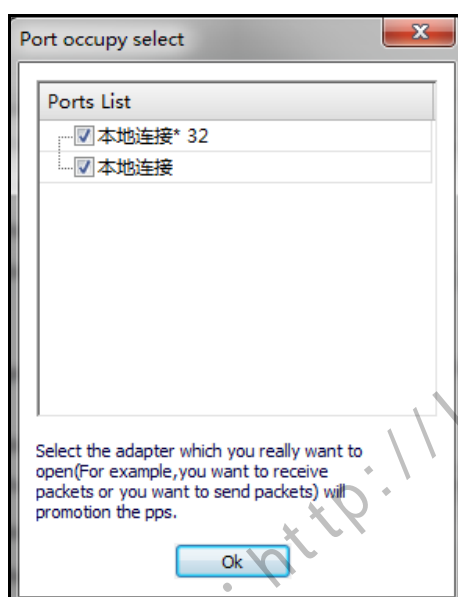 Port occupy select
Ports List
本地连接* 32
本地连接
Select the adapter which you really want to
open(For example,you want to receive
packets or you want to send packets) will
promotion the pps.
Ok
: http://